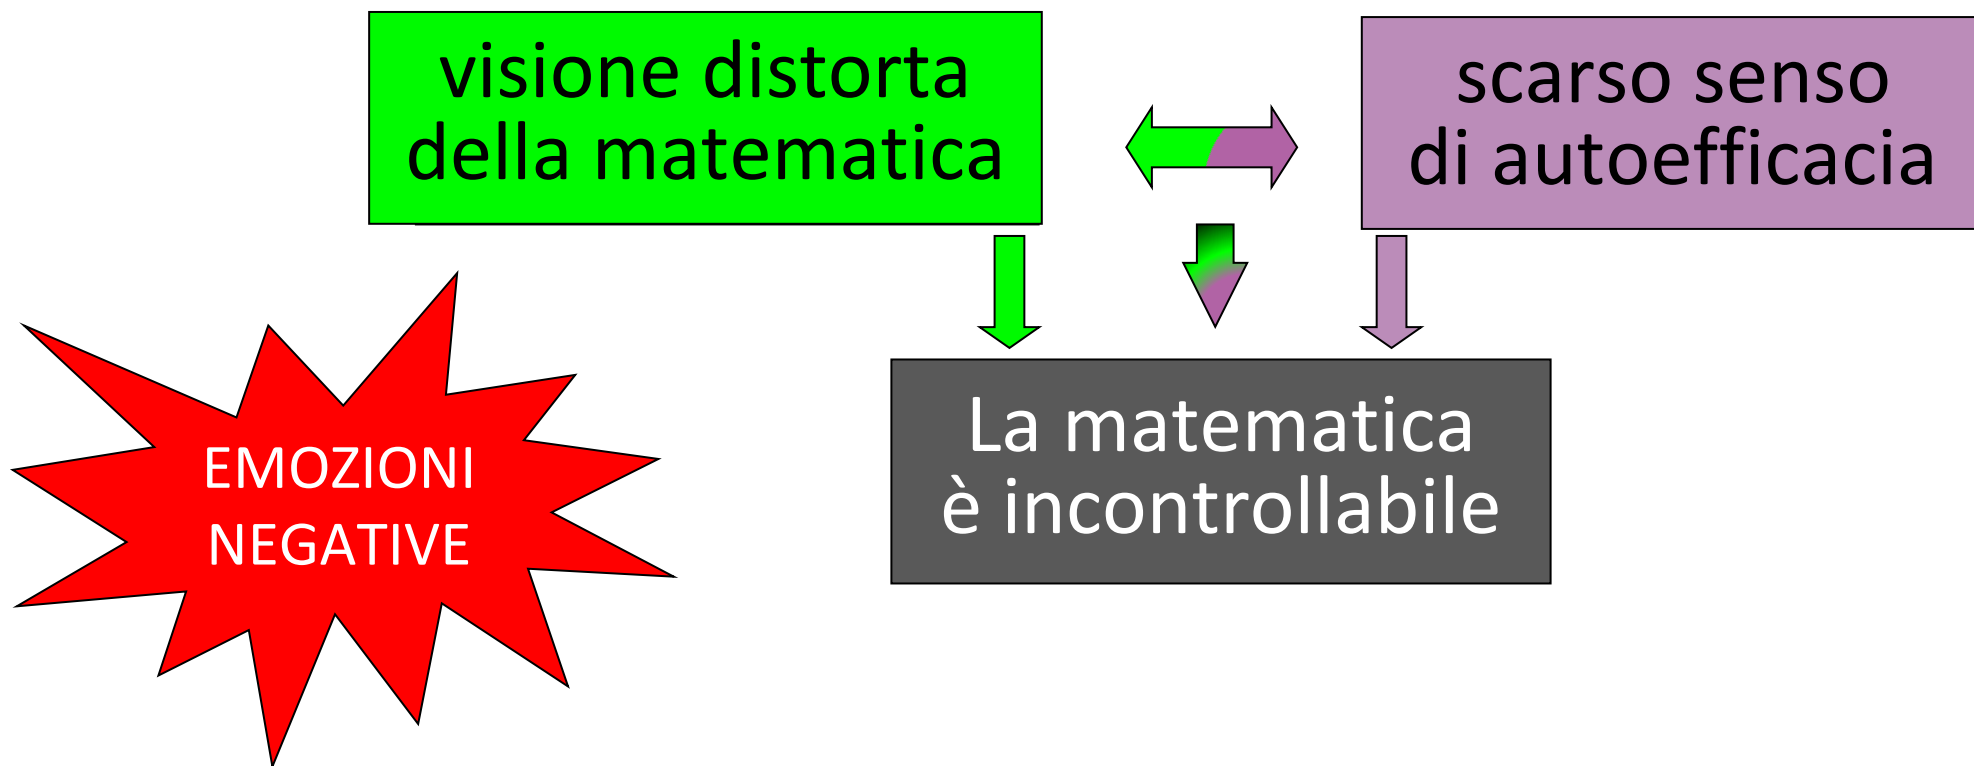 visione distorta
della matematica
scarso senso
di autoefficacia
La matematica
è incontrollabile
EMOZIONI
NEGATIVE